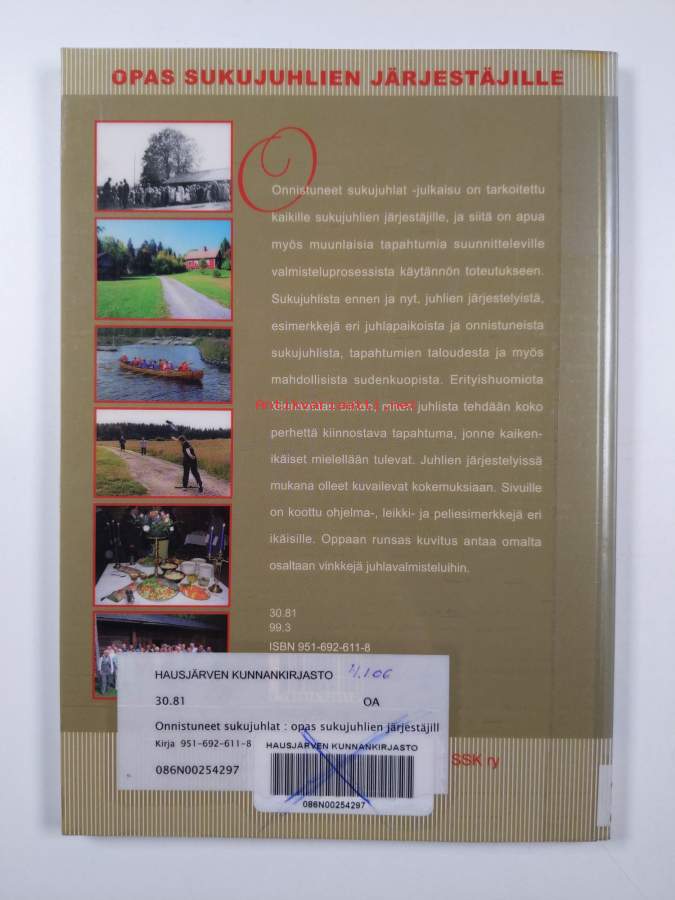 OPAS SUKUJUHLIEN JÄRJESTÄJILLE
Onnistuneet sukujuhlat -julkaisu on tarkoitettu
kaikille sukujuhlien järjestäjille, ja siitä on apua
myös muunlaisia tapahtumia suunnitteleville
valmisteluprosessista käytännön toteutukseen.
Sukujuhlista ennen ja nyt, juhlien järjestelyistä,
esimerkkejä eri juhlapaikoista ja onnistuneista
sukujuhlista, tapahtumien taloudesta ja myös
mahdollisista sudenkuopista. Erityishuomiota
siihen, miten juhlista tehdään koko
Antikvariaatti.net
perhettä kiinnostava tapahtuma, jonne kaiken-
ikäiset mielellään tulevat. Juhlien järjestelyissä
mukana olleet kuvailevat kokemuksiaan. Sivuille
on koottu ohjelma-, leikki- ja peliesimerkkejä eri
ikäisille. Oppaan runsas kuvitus antaa omalta
osaltaan vinkkejä juhlavalmisteluihin.
30.81
99.3
ISBN 951-692-611-8
HAUSJÄRVEN KUNNANKIRJASTO
30.81 OA
Onnistuneet sukujuhlat : opas sukujuhlien järjestäjill
Kirja 951-692-611-8
086N00254297
HAUSJÄRVEN KUNNANKIRJASTO
086N00254297
SSK ry